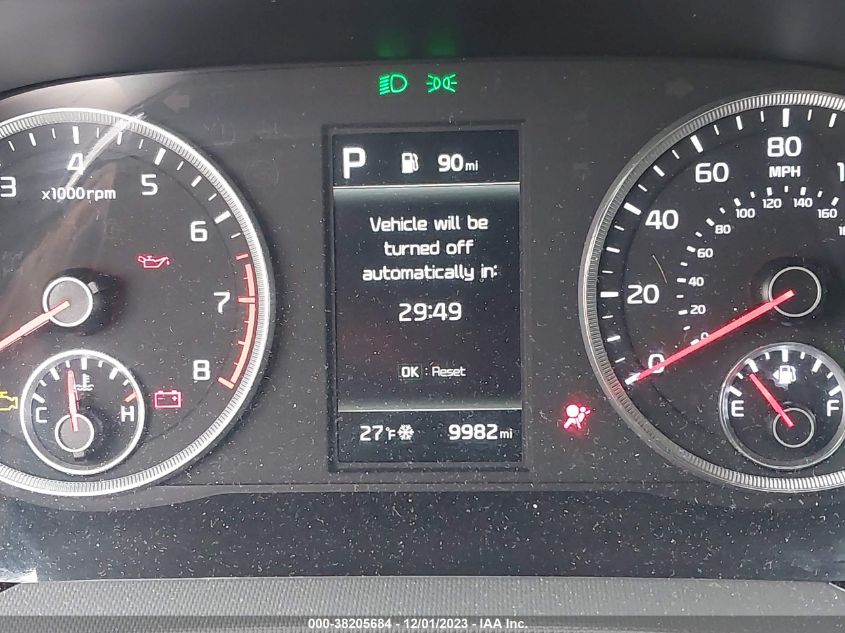 3 4 5 6 7 8
x1000rpm
C H
P 90mi
Vehicle will be
turned off
automatically in:
29:49
OK : Reset
27°F 9982mi
0 20 40 60 80
MPH
0 20 40 60 80 100 120 140 160
E F
000-38205684 - 12/01/2023 - IAA Inc.